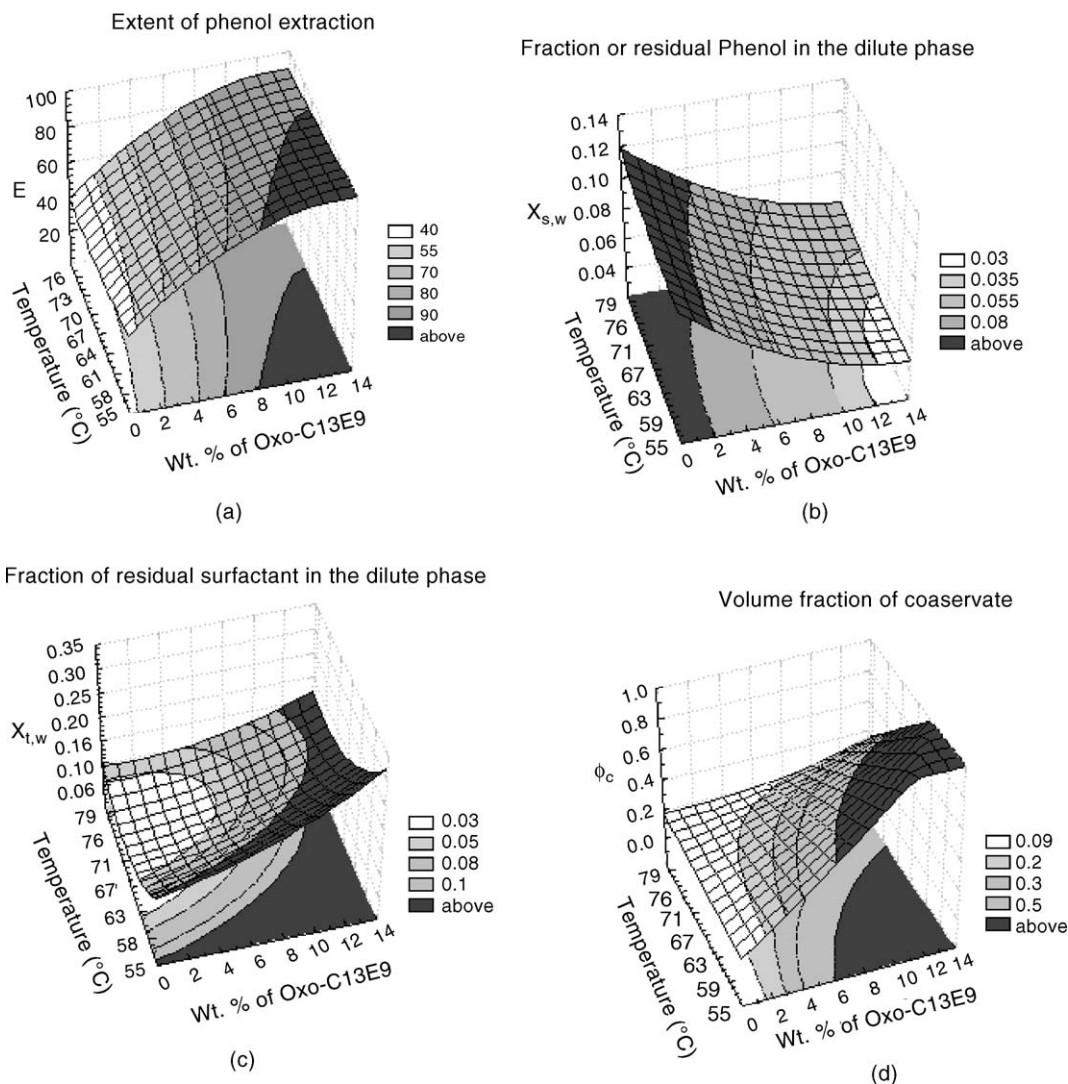 Extent of phenol extraction
100
80
60
E
40
20
76
73
70
67
64
61
58
55
Temperature (°C)
0 2 4 6 8 10 12 14
Wt. % of Oxo-C13E9
40
55
70
80
90
above
(a)
Fraction or residual Phenol in the dilute phase
0.14
0.12
0.10
Xs,w
0.08
0.06
0.04
79
76
71
67
63
59
55
Temperature (°C)
0 2 4 6 8 10 12 14
Wt. % of Oxo-C13E9
0.03
0.035
0.055
0.08
above
(b)
Fraction of residual surfactant in the dilute phase
0.35
0.30
0.25
0.20
Xt,w
0.16
0.10
0.06
79
76
71
67
63
58
55
Temperature (°C)
0 2 4 6 8 10 12 14
Wt. % of Oxo-C13E9
0.03
0.05
0.08
0.1
above
(c)
Volume fraction of coaservate
1.0
0.8
0.6
ϕc
0.4
0.2
0.0
79
76
71
67
63
59
55
Temperature (°C)
0 2 4 6 8 10 12 14
Wt. % of Oxo-C13E9
0.09
0.2
0.3
0.5
above
(d)